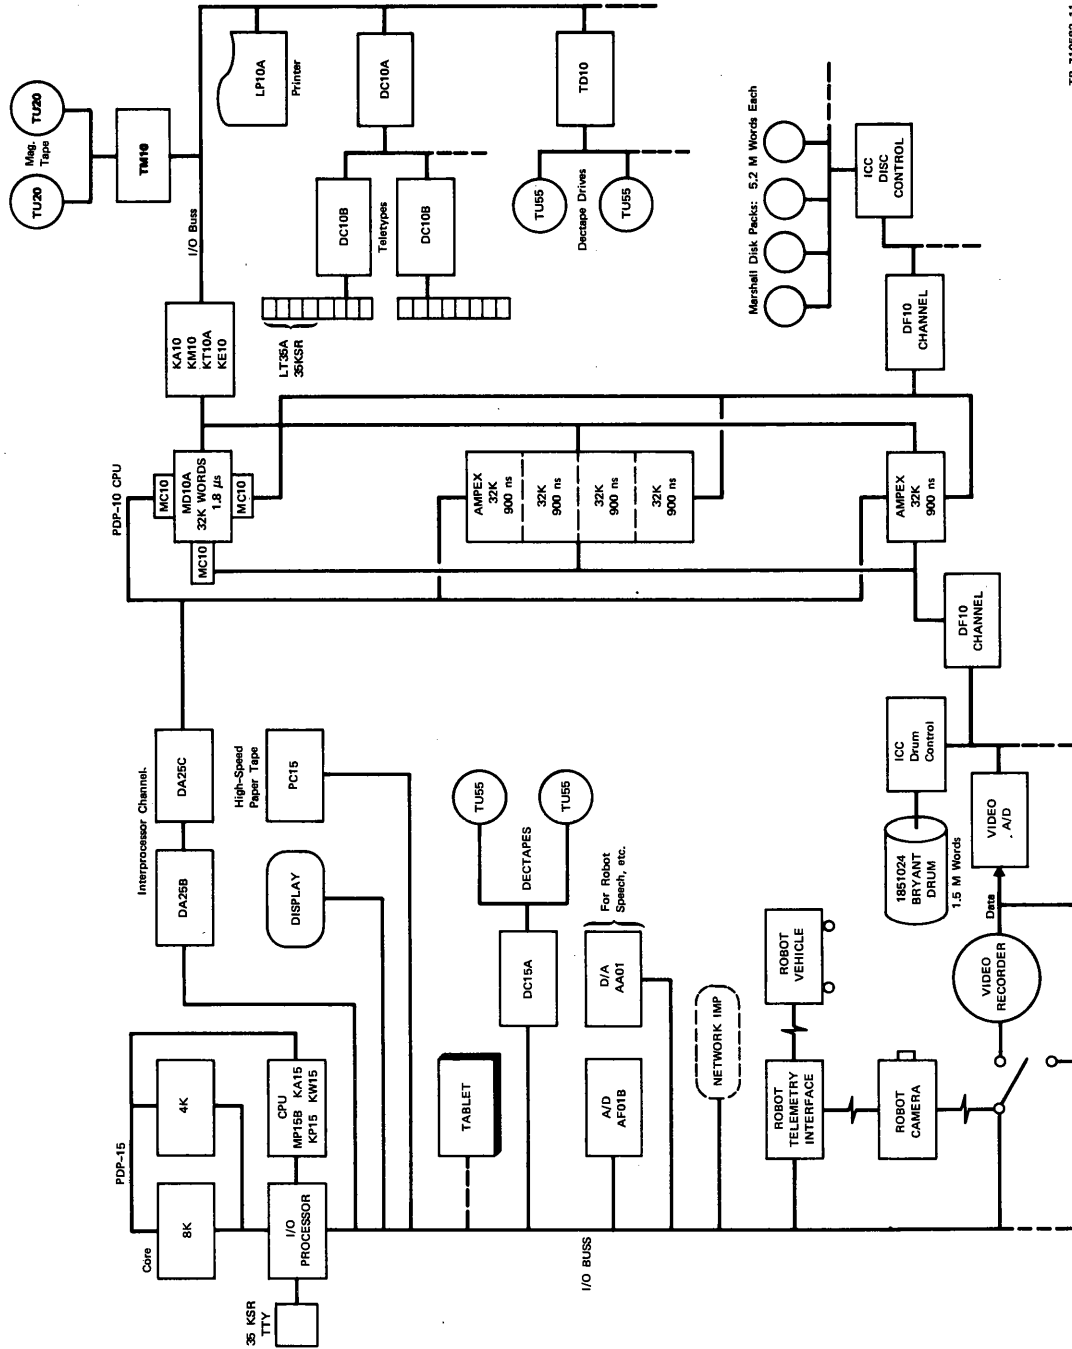 TU20
Mag.
Tape
TU20
TM10
I/O Buss
LP10A
Printer
DC10A
DC10B
Teletypes
DC10B
LT35A
35KSR
TD10
TU55
Dectape Drives
TU55
Marshall Disk Packs: 5.2 M Words Each
ICC
DISC
CONTROL
DF10
CHANNEL
KA10
KM10
KT10A
KE10
PDP-10 CPU
MC10
MD10A
32K WORDS
1.8 µs
MC10
MC10
AMPEX
32K
900 ns
32K
900 ns
32K
900 ns
32K
900 ns
AMPEX
32K
900 ns
DF10
CHANNEL
Interprocessor Channel.
DA25B
DA25C
High-Speed
Paper Tape
PC15
DISPLAY
PDP-15
Core
8K
4K
I/O
PROCESSOR
CPU
MP15B KA15
KP15 KW15
35 KSR
TTY
TABLET
DC15A
DECTAPES
TU55
TU55
A/D
AF01B
D/A
AA01
For Robot
Speech, etc.
I/O BUSS
NETWORK IMP
ROBOT
TELEMETRY
INTERFACE
ROBOT
VEHICLE
ROBOT
CAMERA
VIDEO
RECORDER
Data
VIDEO
A/D
1851024
BRYANT
DRUM
1.5 M Words
ICC
Drum
Control